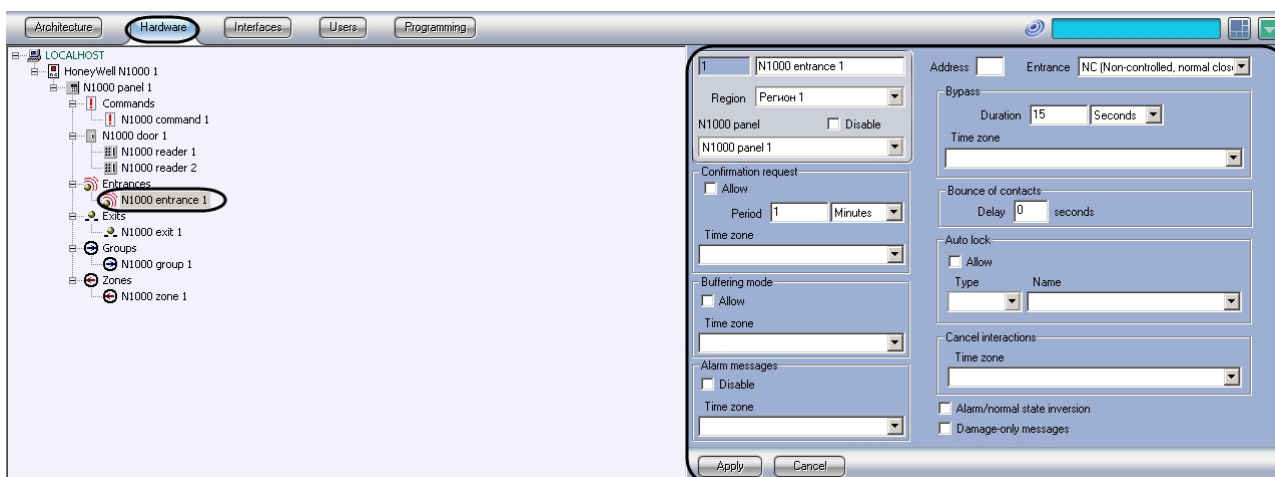 Architecture Hardware Interfaces Users Programming
LOCALHOST
HoneyWell N1000 1
N1000 panel 1
Commands
N1000 command 1
N1000 door 1
N1000 reader 1
N1000 reader 2
Entrances
N1000 entrance 1
Exits
N1000 exit 1
Groups
N1000 group 1
Zones
N1000 zone 1
1 N1000 entrance 1
Region Регион 1
N1000 panel Disable
N1000 panel 1
Confirmation request
Allow
Period 1 Minutes
Time zone
Buffering mode
Allow
Time zone
Alarm messages
Disable
Time zone
Address Entrance NC (Non-controlled, normal clos
Bypass
Duration 15 Seconds
Time zone
Bounce of contacts
Delay 0 seconds
Auto lock
Allow
Type Name
Cancel interactions
Time zone
Alarm/normal state inversion
Damage-only messages
Apply Cancel